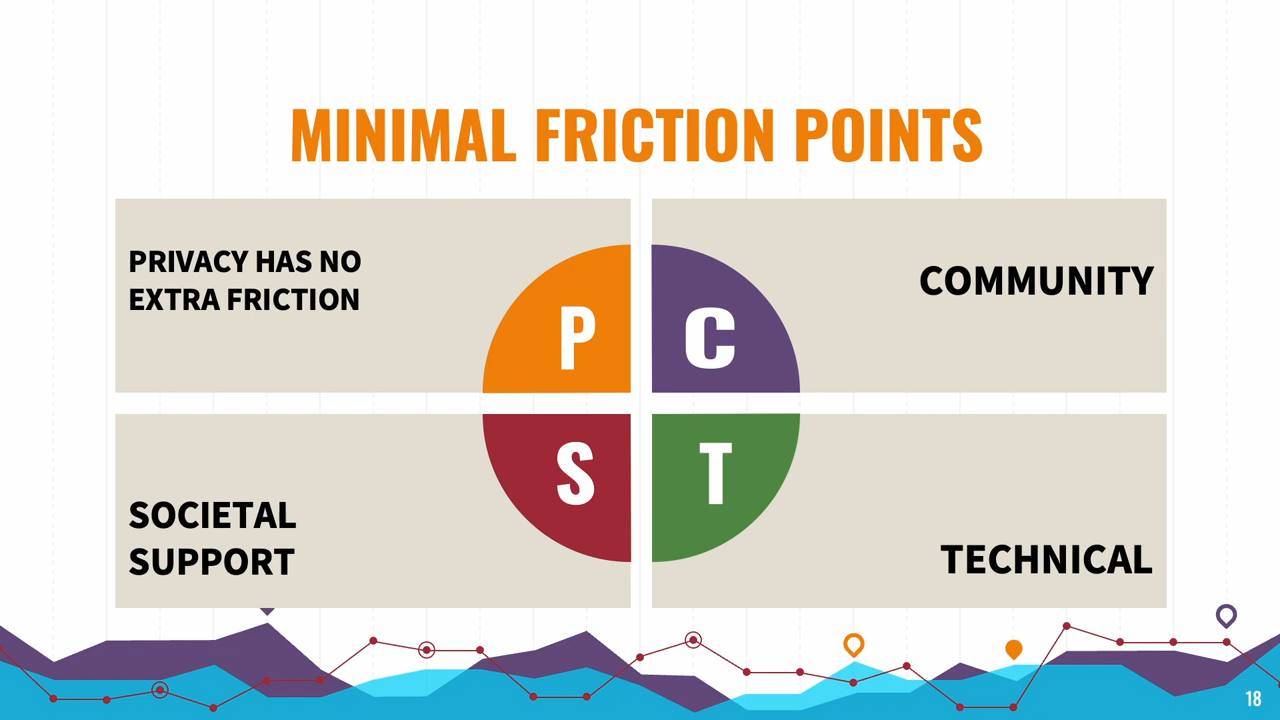 MINIMAL FRICTION POINTS
PRIVACY HAS NO
EXTRA FRICTION
P
C
COMMUNITY
SOCIETAL
SUPPORT
S
T
TECHNICAL
18